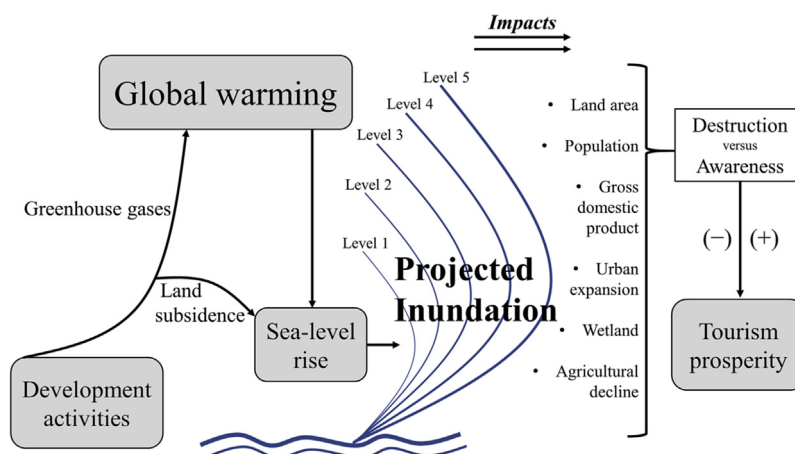 Impacts
Global warming
Greenhouse gases
Land
subsidence
Development
activities
Sea-level
rise
Level 1
Level 2
Level 3
Level 4
Level 5
Projected
Inundation
• Land area
• Population
• Gross
domestic
product
• Urban
expansion
• Wetland
• Agricultural
decline
Destruction
versus
Awareness
(−) (+)
Tourism
prosperity